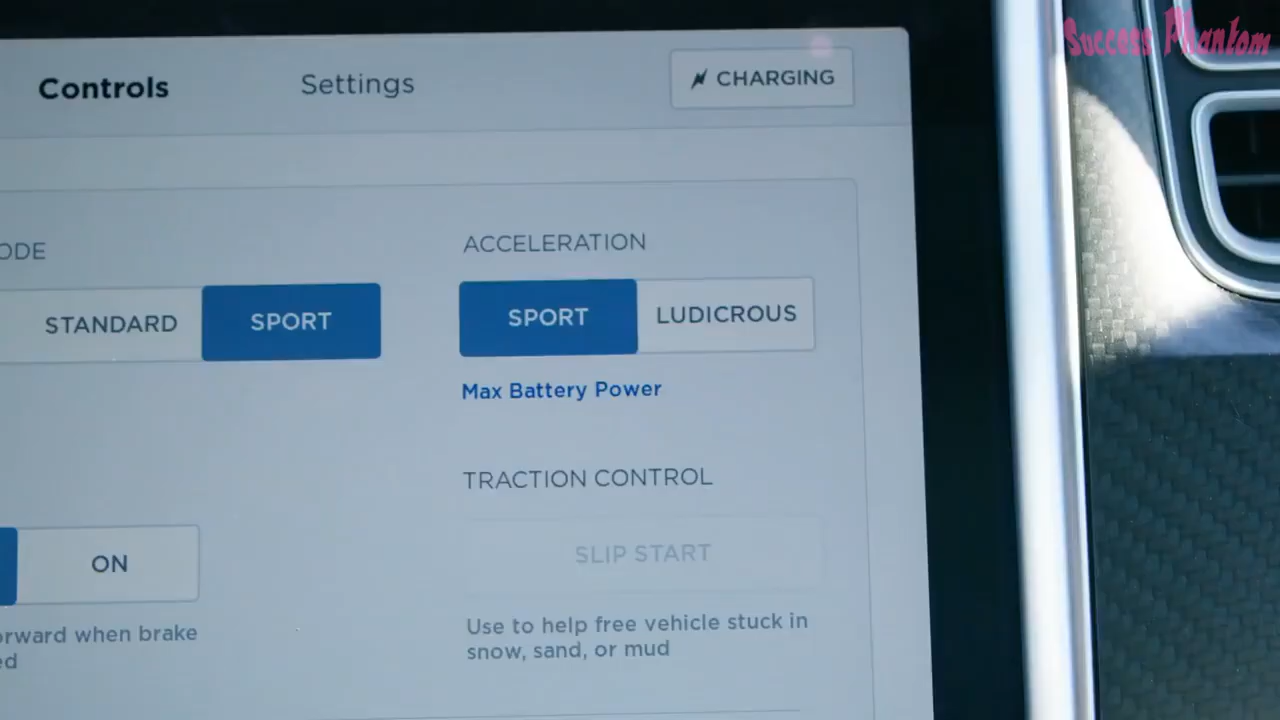 Success Phantom
Controls
Settings
CHARGING
ODE
STANDARD
SPORT
ACCELERATION
SPORT
LUDICROUS
Max Battery Power
TRACTION CONTROL
SLIP START
Use to help free vehicle stuck in
snow, sand, or mud
ON
orward when brake
ed